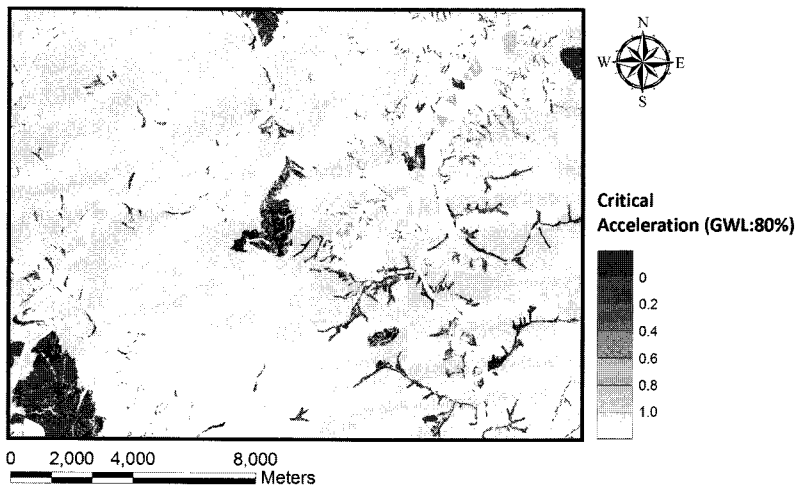 N
W E
S
Critical
Acceleration (GWL:80%)
0
0.2
0.4
0.6
0.8
1.0
0 2,000 4,000 8,000
Meters